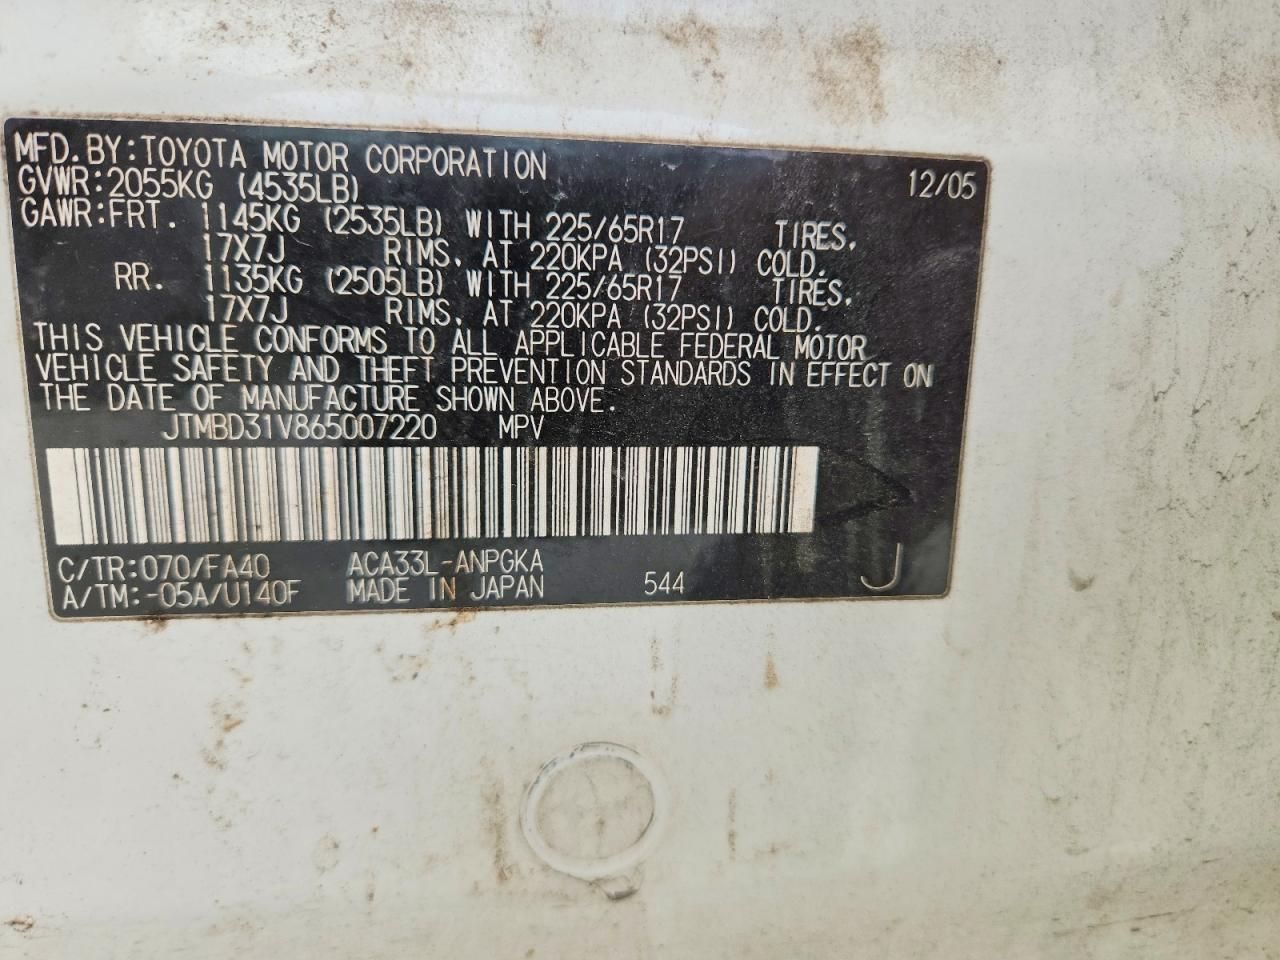 MFD. BY: TOYOTA MOTOR CORPORATION 12/05
GVWR: 2055KG (4535LB)
GAWR: FRT. 1145KG (2535LB) WITH 225/65R17 TIRES,
17X7J RIMS, AT 220KPA (32PSI) COLD.
RR. 1135KG (2505LB) WITH 225/65R17 TIRES,
17X7J RIMS, AT 220KPA (32PSI) COLD.
THIS VEHICLE CONFORMS TO ALL APPLICABLE FEDERAL MOTOR
VEHICLE SAFETY AND THEFT PREVENTION STANDARDS IN EFFECT ON
THE DATE OF MANUFACTURE SHOWN ABOVE.
JTMBD31V865007220 MPV
C/TR: 070/FA40 ACA33L-ANPGKA
A/TM: -05A/U140F MADE IN JAPAN 544 J